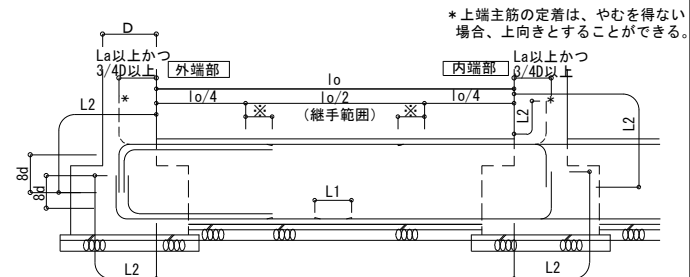 *上端主筋の定着は、やむを得ない
場合、上向きとすることができる。
D
La以上かつ
3/4D以上
外端部
内端部
La以上かつ
3/4D以上
lo
lo/4
lo/2
lo/4
※
(継手範囲)
※
*
*
L2
L2
L2
8d
8d
L1
L2
L2